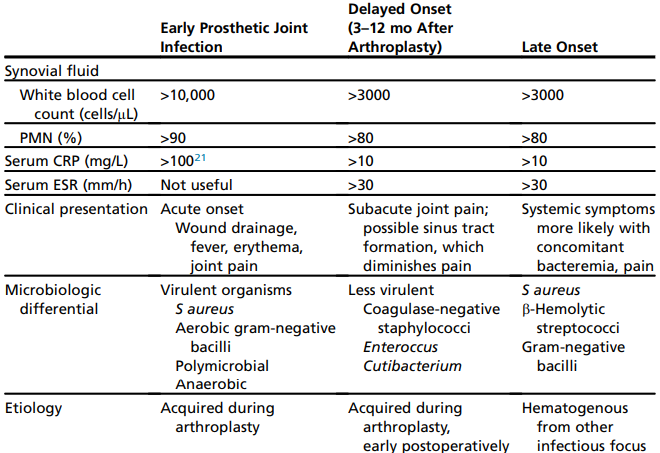 Early Prosthetic Joint Infection | Delayed Onset (3–12 mo After Arthroplasty) | Late Onset
Synovial fluid
White blood cell count (cells/μL) | >10,000 | >3000 | >3000
PMN (%) | >90 | >80 | >80
Serum CRP (mg/L) | >100²¹ | >10 | >10
Serum ESR (mm/h) | Not useful | >30 | >30
Clinical presentation | Acute onset Wound drainage, fever, erythema, joint pain | Subacute joint pain; possible sinus tract formation, which diminishes pain | Systemic symptoms more likely with concomitant bacteremia, pain
Microbiologic differential | Virulent organisms S aureus Aerobic gram-negative bacilli Polymicrobial Anaerobic | Less virulent Coagulase-negative staphylococci Enteroccus Cutibacterium | S aureus β-Hemolytic streptococci Gram-negative bacilli
Etiology | Acquired during arthroplasty | Acquired during arthroplasty, early postoperatively | Hematogenous from other infectious focus